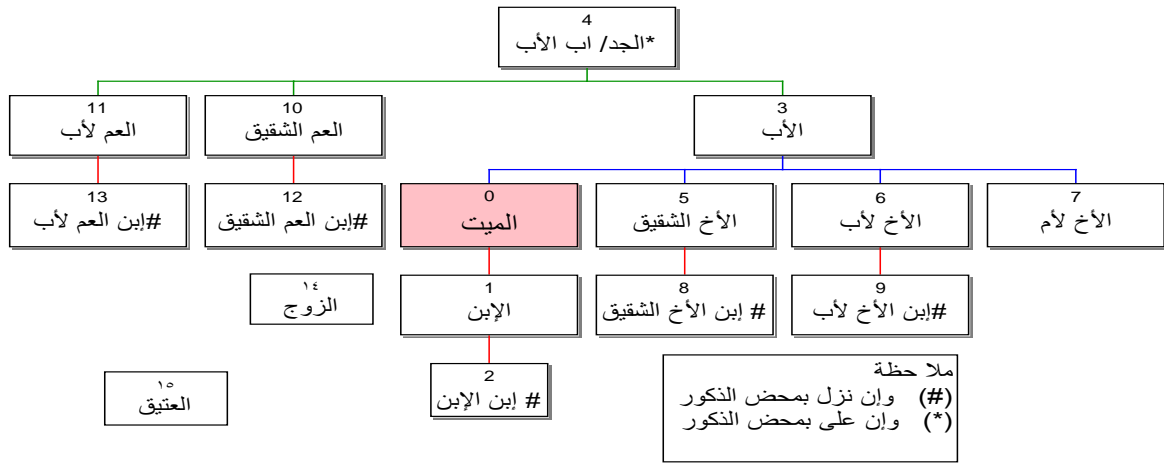 4
*الجد/ اب الأب
3
الأب
10
العم الشقيق
11
العم لأب
7
الأخ لأم
6
الأخ لأب
5
الأخ الشقيق
0
الميت
12
#إبن العم الشقيق
13
#إبن العم لأب
9
#إبن الأخ لأب
8
# إبن الأخ الشقيق
1
الإبن
١٤
الزوج
2
# إبن الإبن
١٥
العتيق
ملا حظة
(#) وإن نزل بمحض الذكور
(*) وإن على بمحض الذكور